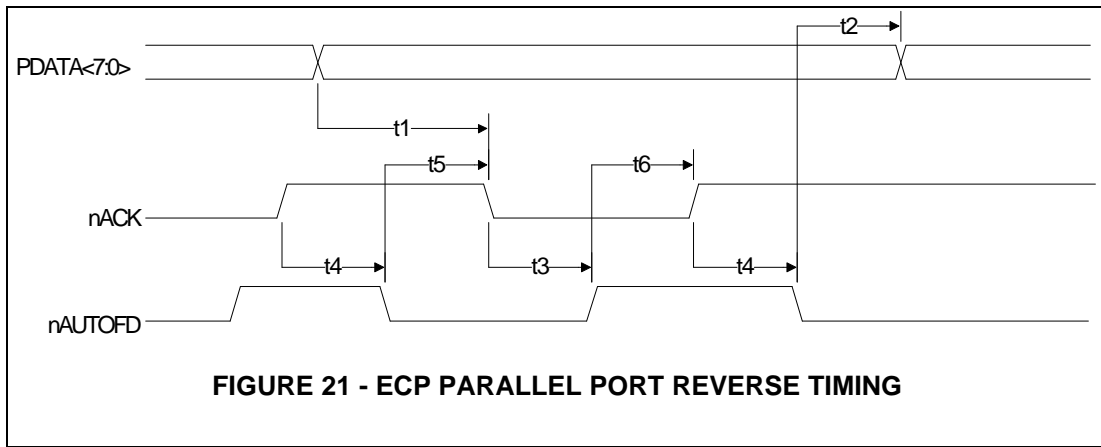 t2
PDATA<7:0>
t1
t5
t6
nACK
t4
t3
t4
nAUTOFD
FIGURE 21 - ECP PARALLEL PORT REVERSE TIMING